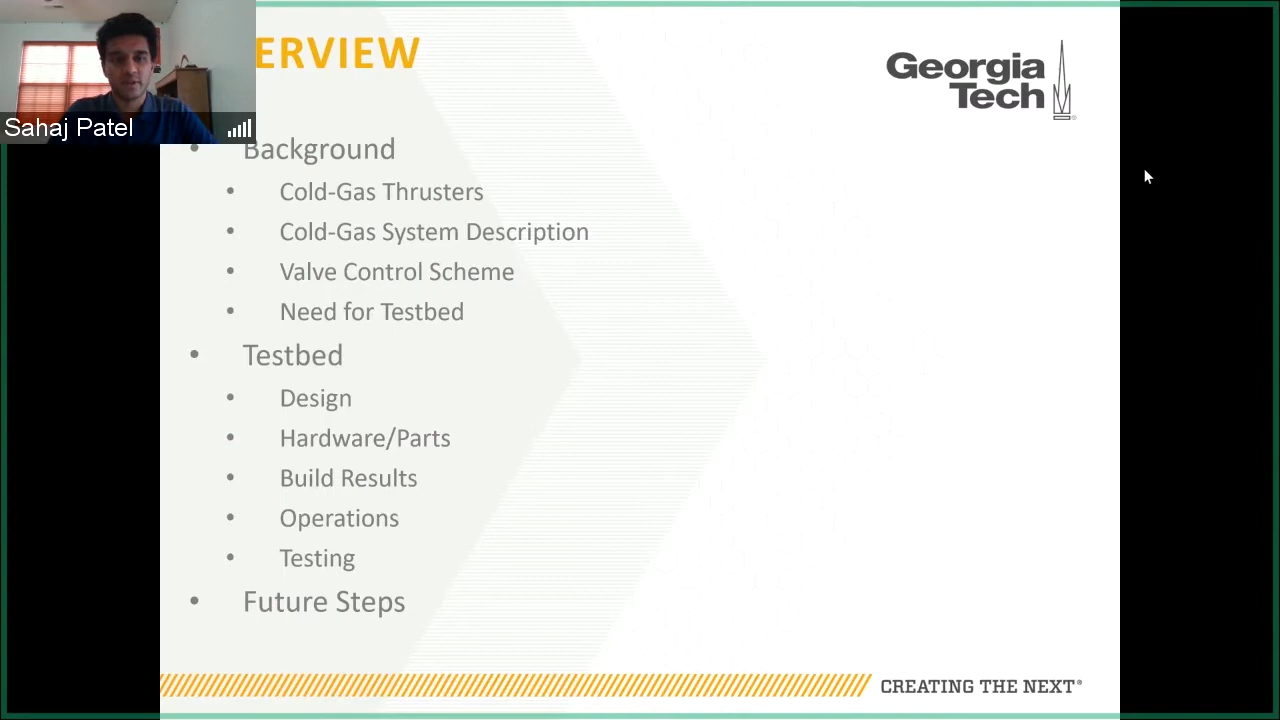 ERVIEW
Georgia
Tech
Sahaj Patel
• Background
• Cold-Gas Thrusters
• Cold-Gas System Description
• Valve Control Scheme
• Need for Testbed
• Testbed
• Design
• Hardware/Parts
• Build Results
• Operations
• Testing
• Future Steps
CREATING THE NEXT®